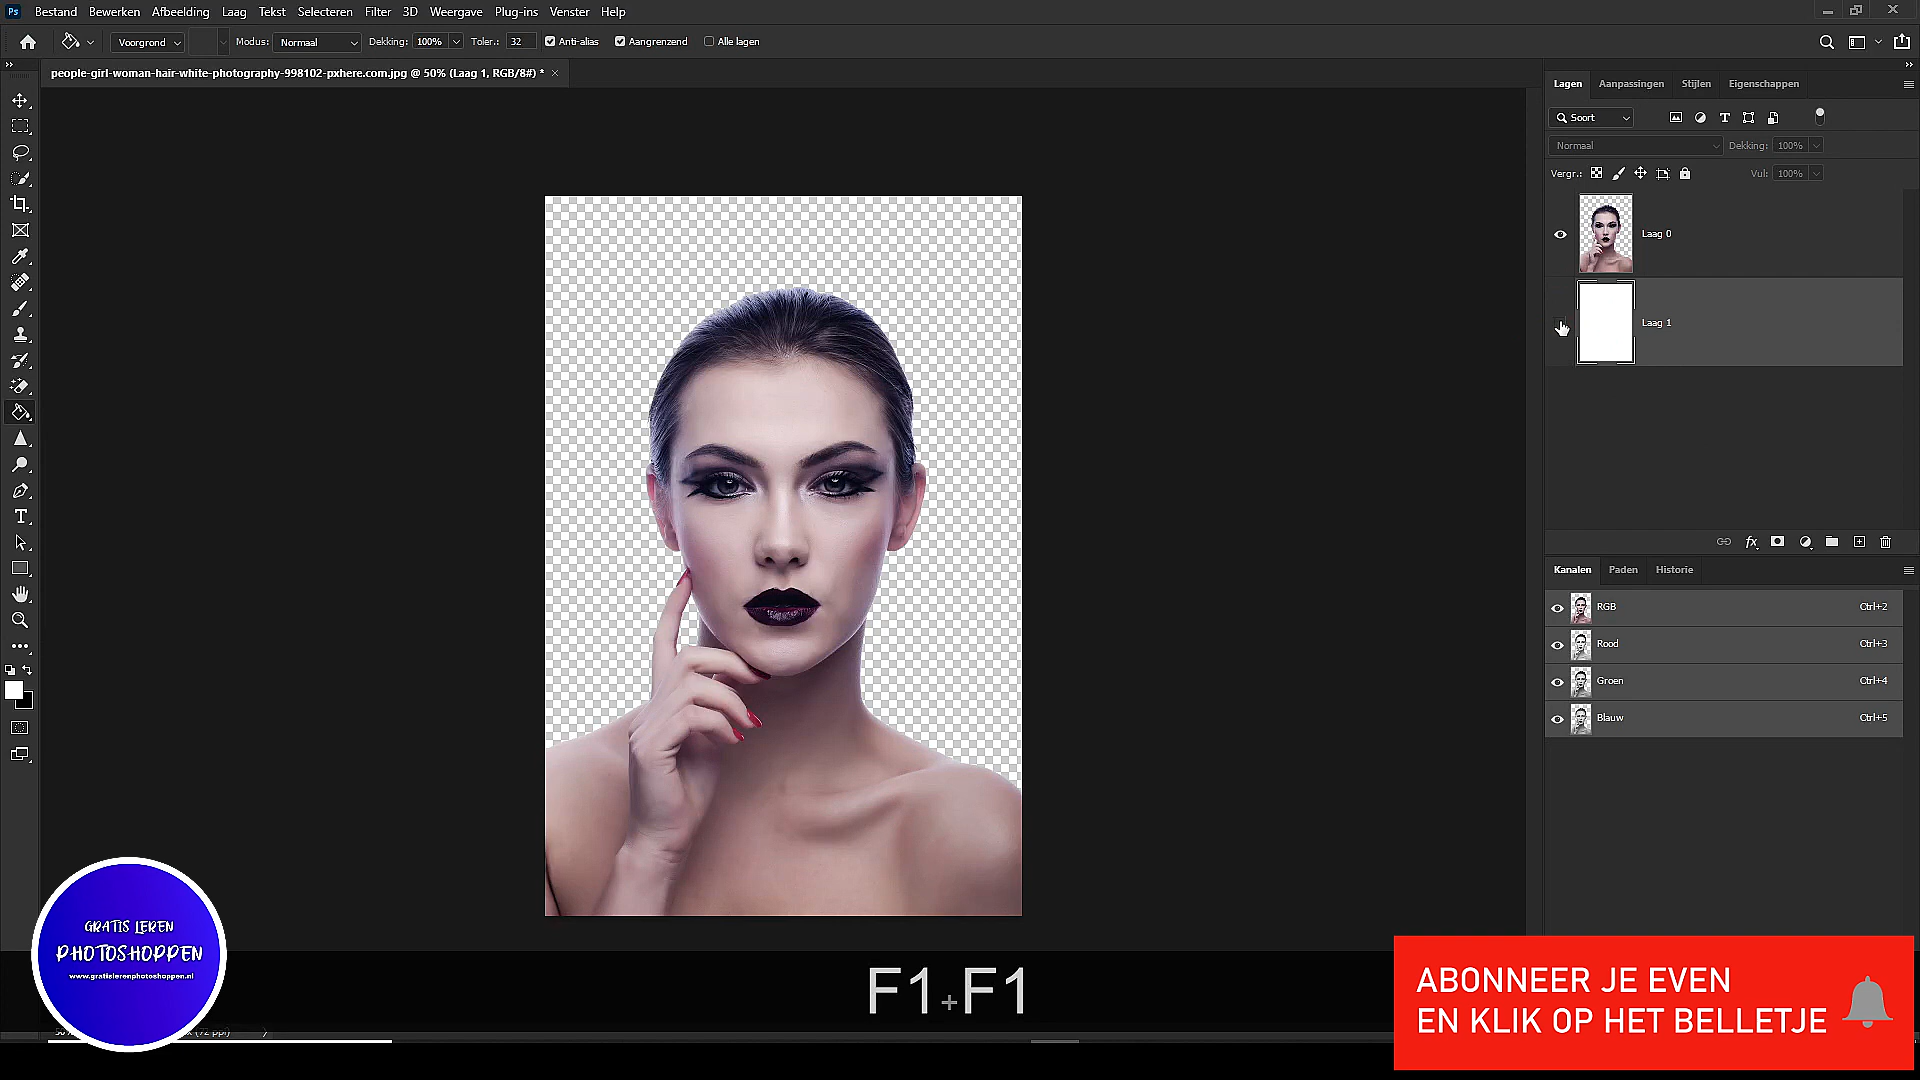 Ps Bestand Bewerken Afbeelding Laag Tekst Selecteren Filter 3D Weergave Plug-ins Venster Help
Voorgrond Modus: Normaal Dekking: 100% Toler.: 32 Anti-alias Aangrenzend Alle lagen
people-girl-woman-hair-white-photography-998102-pxhere.com.jpg @ 50% (Laag 1, RGB/8#) *
Lagen Aanpassingen Stijlen Eigenschappen
Soort
Normaal Dekking: 100%
Vergr.: Vul: 100%
Laag 0
Laag 1
fx
Kanalen Paden Historie
RGB Ctrl+2
Rood Ctrl+3
Groen Ctrl+4
Blauw Ctrl+5
GRATIS LEREN
PHOTOSHOPPEN
www.gratislerenphotoshoppen.nl
F1+F1
ABONNEER JE EVEN
EN KLIK OP HET BELLETJE